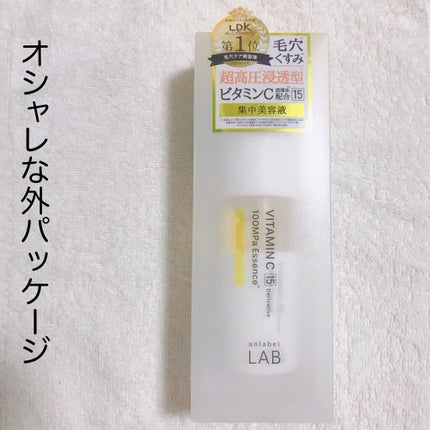 オシャレな外パッケージ
LDK
第1位
毛穴ケア美容液
毛穴
くすみ
超高圧浸透型
ビタミンC 誘導体配合 15
集中美容液
VITAMIN C 15 Derivative
100MPa Essence
unlabel
LAB